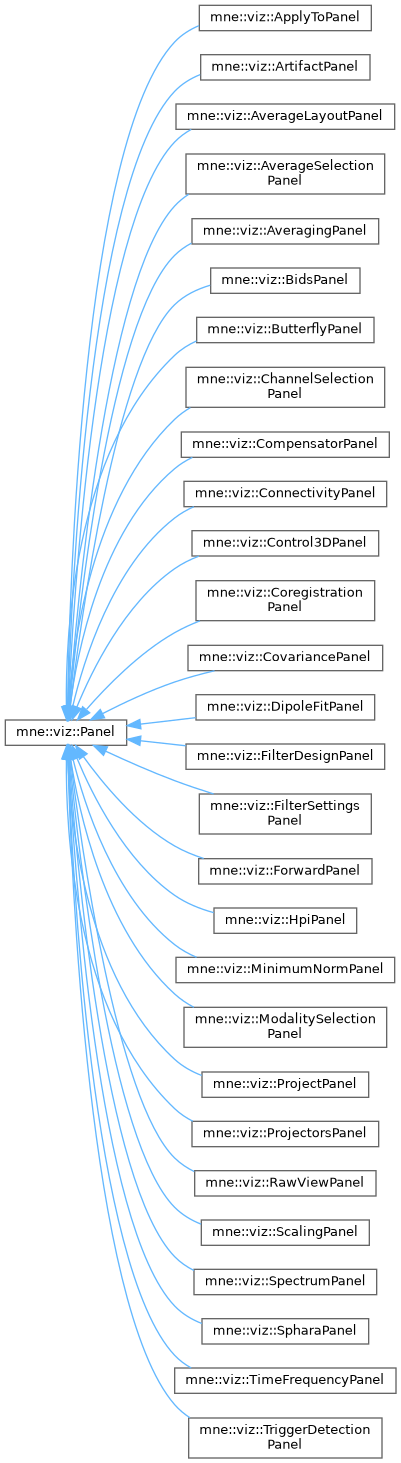 mne::viz::ApplyToPanel
mne::viz::ArtifactPanel
mne::viz::AverageLayoutPanel
mne::viz::AverageSelection
Panel
mne::viz::AveragingPanel
mne::viz::BidsPanel
mne::viz::ButterflyPanel
mne::viz::ChannelSelection
Panel
mne::viz::CompensatorPanel
mne::viz::ConnectivityPanel
mne::viz::Control3DPanel
mne::viz::Coregistration
Panel
mne::viz::CovariancePanel
mne::viz::DipoleFitPanel
mne::viz::Panel
mne::viz::FilterDesignPanel
mne::viz::FilterSettings
Panel
mne::viz::ForwardPanel
mne::viz::HpiPanel
mne::viz::MinimumNormPanel
mne::viz::ModalitySelection
Panel
mne::viz::ProjectPanel
mne::viz::ProjectorsPanel
mne::viz::RawViewPanel
mne::viz::ScalingPanel
mne::viz::SpectrumPanel
mne::viz::SpharaPanel
mne::viz::TimeFrequencyPanel
mne::viz::TriggerDetection
Panel